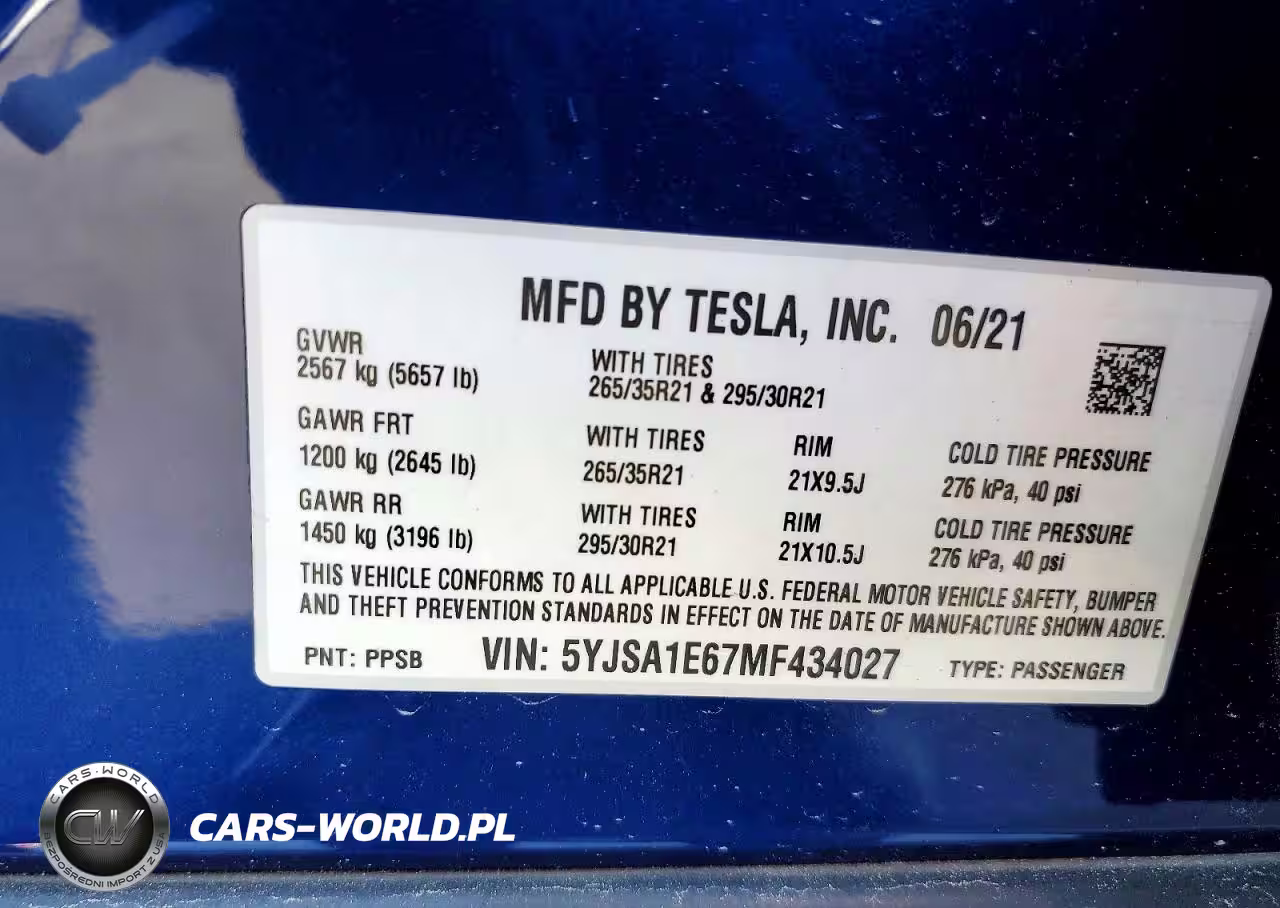 MFD BY TESLA, INC. 06/21
GVWR
2567 kg (5657 lb)
WITH TIRES
265/35R21 & 295/30R21
GAWR FRT
1200 kg (2645 lb)
WITH TIRES
265/35R21
RIM
21X9.5J
COLD TIRE PRESSURE
276 kPa, 40 psi
GAWR RR
1450 kg (3196 lb)
WITH TIRES
295/30R21
RIM
21X10.5J
COLD TIRE PRESSURE
276 kPa, 40 psi
THIS VEHICLE CONFORMS TO ALL APPLICABLE U.S. FEDERAL MOTOR VEHICLE SAFETY, BUMPER
AND THEFT PREVENTION STANDARDS IN EFFECT ON THE DATE OF MANUFACTURE SHOWN ABOVE.
PNT: PPSB VIN: 5YJSA1E67MF434027 TYPE: PASSENGER
CARS-WORLD
CW
BEZPOŚREDNI IMPORT Z USA
CARS-WORLD.PL